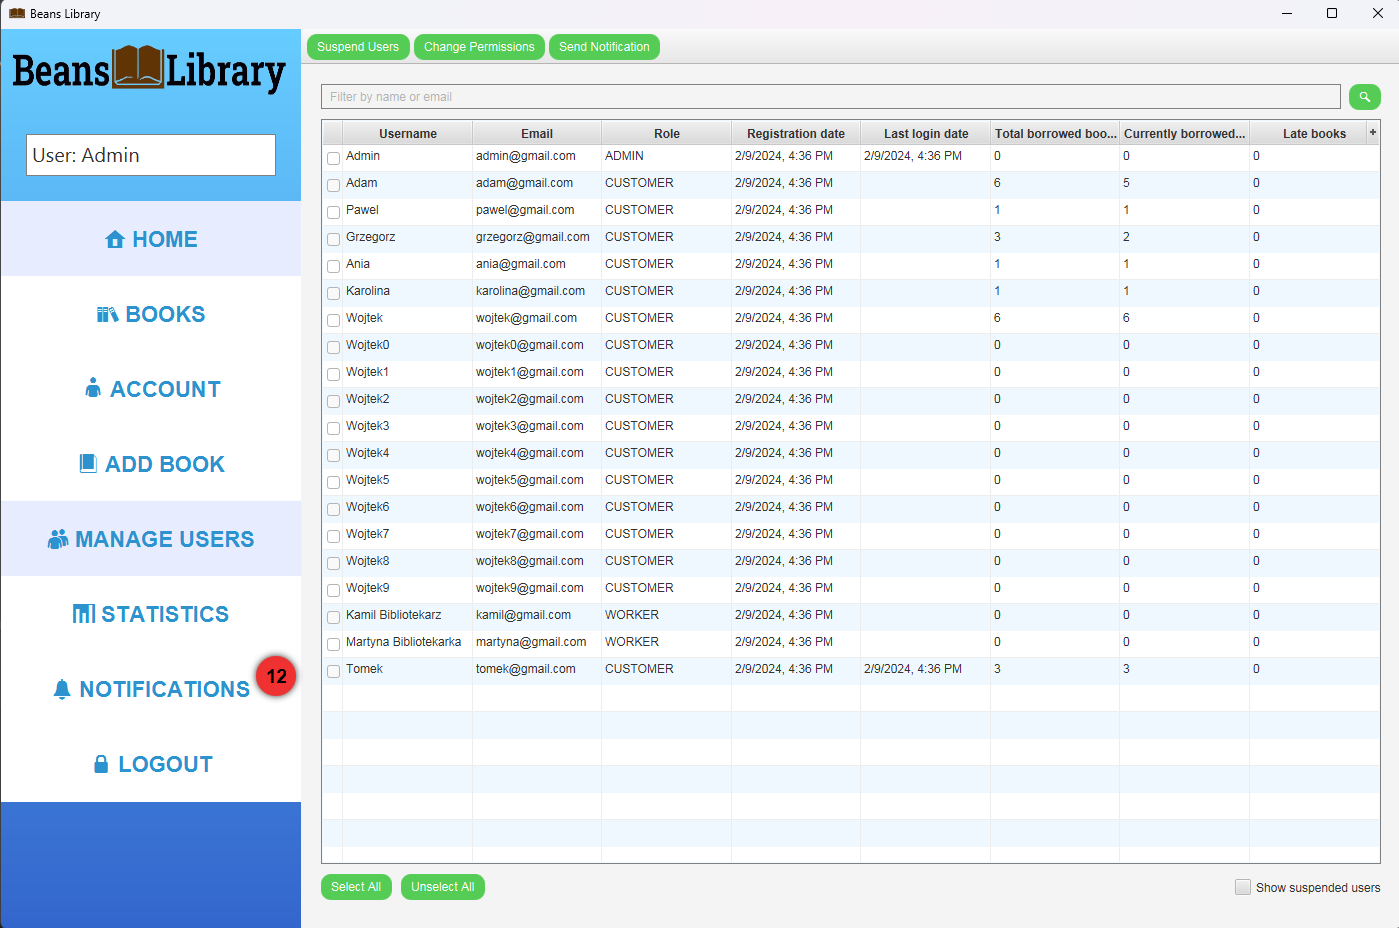 Beans Library
Beans Library
User: Admin
HOME
BOOKS
ACCOUNT
ADD BOOK
MANAGE USERS
STATISTICS
NOTIFICATIONS 12
LOGOUT
Suspend Users Change Permissions Send Notification
Filter by name or email
Username Email Role Registration date Last login date Total borrowed boo... Currently borrowed... Late books +
Admin admin@gmail.com ADMIN 2/9/2024, 4:36 PM 2/9/2024, 4:36 PM 0 0 0
Adam adam@gmail.com CUSTOMER 2/9/2024, 4:36 PM 6 5 0
Pawel pawel@gmail.com CUSTOMER 2/9/2024, 4:36 PM 1 1 0
Grzegorz grzegorz@gmail.com CUSTOMER 2/9/2024, 4:36 PM 3 2 0
Ania ania@gmail.com CUSTOMER 2/9/2024, 4:36 PM 1 1 0
Karolina karolina@gmail.com CUSTOMER 2/9/2024, 4:36 PM 1 1 0
Wojtek wojtek@gmail.com CUSTOMER 2/9/2024, 4:36 PM 6 6 0
Wojtek0 wojtek0@gmail.com CUSTOMER 2/9/2024, 4:36 PM 0 0 0
Wojtek1 wojtek1@gmail.com CUSTOMER 2/9/2024, 4:36 PM 0 0 0
Wojtek2 wojtek2@gmail.com CUSTOMER 2/9/2024, 4:36 PM 0 0 0
Wojtek3 wojtek3@gmail.com CUSTOMER 2/9/2024, 4:36 PM 0 0 0
Wojtek4 wojtek4@gmail.com CUSTOMER 2/9/2024, 4:36 PM 0 0 0
Wojtek5 wojtek5@gmail.com CUSTOMER 2/9/2024, 4:36 PM 0 0 0
Wojtek6 wojtek6@gmail.com CUSTOMER 2/9/2024, 4:36 PM 0 0 0
Wojtek7 wojtek7@gmail.com CUSTOMER 2/9/2024, 4:36 PM 0 0 0
Wojtek8 wojtek8@gmail.com CUSTOMER 2/9/2024, 4:36 PM 0 0 0
Wojtek9 wojtek9@gmail.com CUSTOMER 2/9/2024, 4:36 PM 0 0 0
Kamil Bibliotekarz kamil@gmail.com WORKER 2/9/2024, 4:36 PM 0 0 0
Martyna Bibliotekarka martyna@gmail.com WORKER 2/9/2024, 4:36 PM 0 0 0
Tomek tomek@gmail.com CUSTOMER 2/9/2024, 4:36 PM 2/9/2024, 4:36 PM 3 3 0
Select All Unselect All Show suspended users